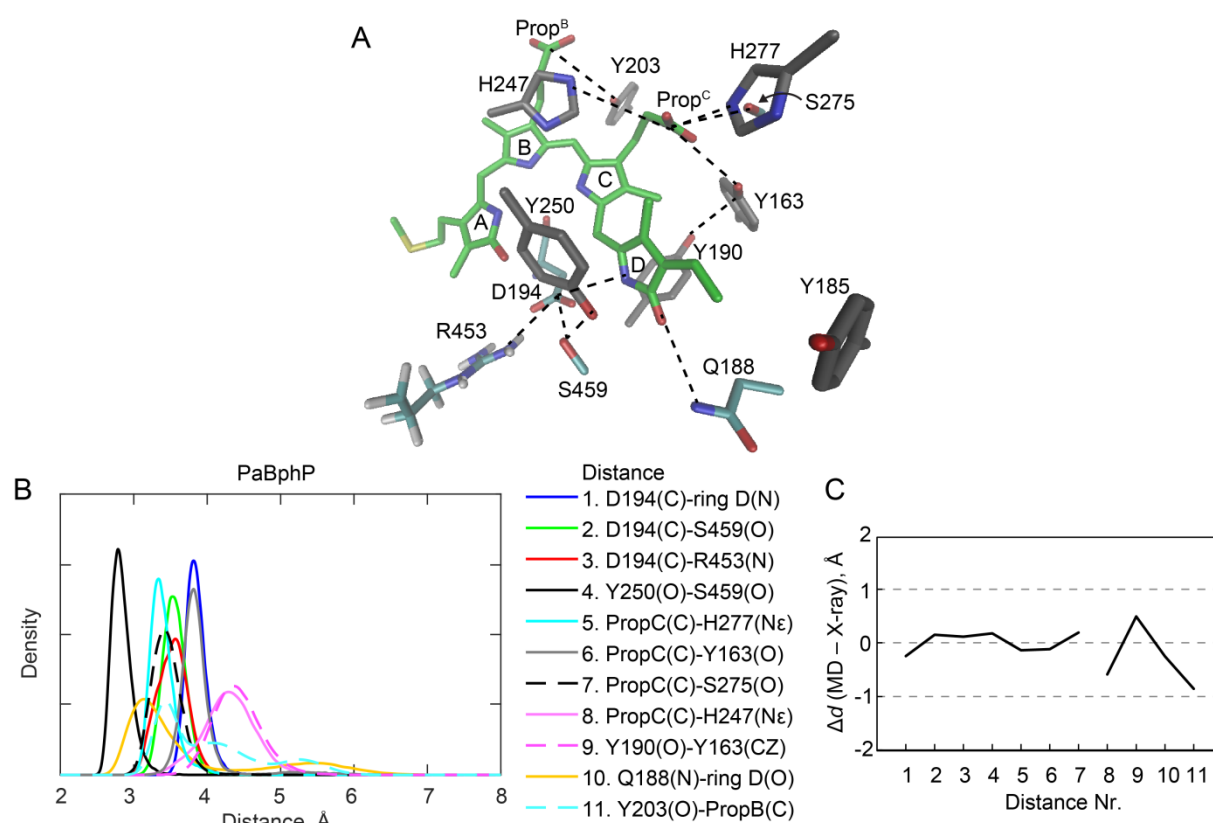 A
Prop^B
H277
Y203
H247
Prop^C
S275
B
C
Y163
Y250
A
Y190
D
D194
Y185
R453
Q188
S459
B
PaBphP
Density
2 3 4 5 6 7 8
Distance, Å
Distance
1. D194(C)-ring D(N)
2. D194(C)-S459(O)
3. D194(C)-R453(N)
4. Y250(O)-S459(O)
5. PropC(C)-H277(Nε)
6. PropC(C)-Y163(O)
7. PropC(C)-S275(O)
8. PropC(C)-H247(Nε)
9. Y190(O)-Y163(CZ)
10. Q188(N)-ring D(O)
11. Y203(O)-PropB(C)
C
Δd (MD – X-ray), Å
2
1
0
-1
-2
1 2 3 4 5 6 7 8 9 10 11
Distance Nr.